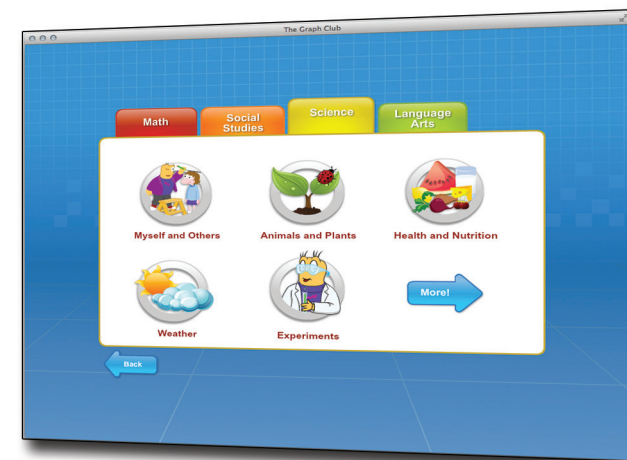 The Graph Club
Math
Social
Studies
Science
Language
Arts
Myself and Others
Animals and Plants
Health and Nutrition
Weather
Experiments
More!
Back